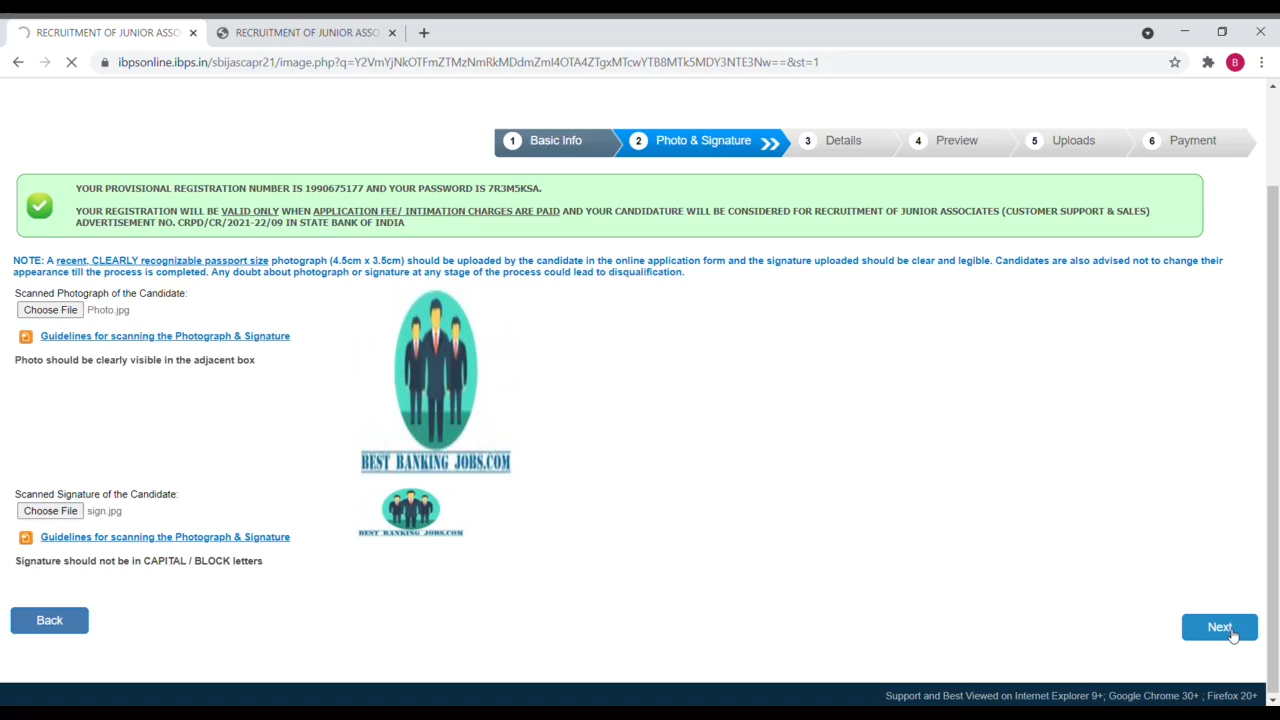 RECRUITMENT OF JUNIOR ASSO
RECRUITMENT OF JUNIOR ASSO
ibpsonline.ibps.in/sbijascapr21/image.php?q=Y2VmYjNkOTFmZTMzNmRkMDdmZmI4OTA4ZTgxMTcwYTB8MTk5MDY3NTE3Nw==&st=1
B
1 Basic Info
2 Photo & Signature
3 Details
4 Preview
5 Uploads
6 Payment
YOUR PROVISIONAL REGISTRATION NUMBER IS 1990675177 AND YOUR PASSWORD IS 7R3M5KSA.
YOUR REGISTRATION WILL BE VALID ONLY WHEN APPLICATION FEE/ INTIMATION CHARGES ARE PAID AND YOUR CANDIDATURE WILL BE CONSIDERED FOR RECRUITMENT OF JUNIOR ASSOCIATES (CUSTOMER SUPPORT & SALES)
ADVERTISEMENT NO. CRPD/CR/2021-22/09 IN STATE BANK OF INDIA
NOTE: A recent, CLEARLY recognizable passport size photograph (4.5cm x 3.5cm) should be uploaded by the candidate in the online application form and the signature uploaded should be clear and legible. Candidates are also advised not to change their
appearance till the process is completed. Any doubt about photograph or signature at any stage of the process could lead to disqualification.
Scanned Photograph of the Candidate:
Choose File Photo.jpg
Guidelines for scanning the Photograph & Signature
Photo should be clearly visible in the adjacent box
BEST BANKING JOBS.COM
Scanned Signature of the Candidate:
Choose File sign.jpg
Guidelines for scanning the Photograph & Signature
BEST BANKING JOBS.COM
Signature should not be in CAPITAL / BLOCK letters
Back
Next
Support and Best Viewed on Internet Explorer 9+; Google Chrome 30+ ; Firefox 20+